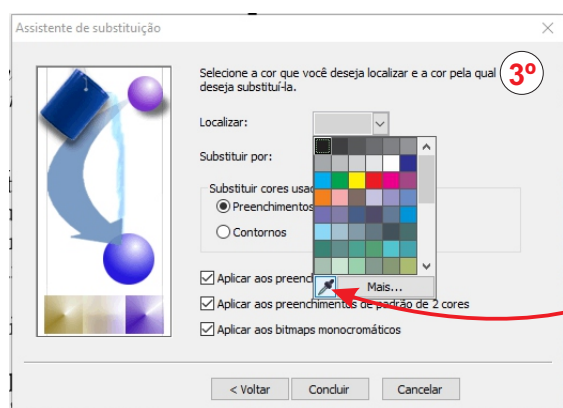 Assistente de substituição
Selecione a cor que você deseja localizar e a cor pela qual
deseja substituí-la.
3º
Localizar:
Substituir por:
Substituir cores usa
Preenchimentos
Contornos
Mais...
Aplicar aos preenc
Aplicar aos preenchimentos de padrão de 2 cores
Aplicar aos bitmaps monocromáticos
< Voltar
Concluir
Cancelar